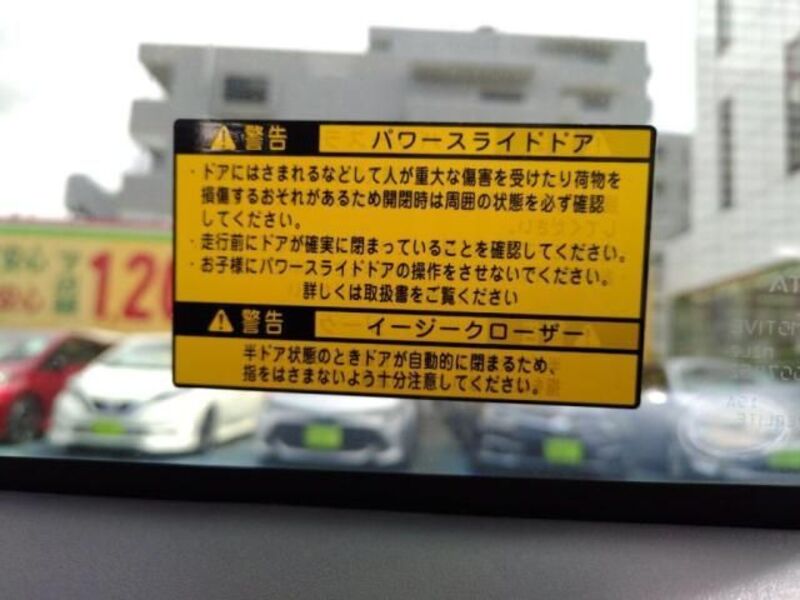 警告 パワースライドドア
・ドアにはさまれるなどして人が重大な傷害を受けたり荷物を
損傷するおそれがあるため開閉時は周囲の状態を必ず確認
してください。
・走行前にドアが確実に閉まっていることを確認してください。
・お子様にパワースライドドアの操作をさせないでください。
詳しくは取扱書をご覧ください
警告 イージークローザー
半ドア状態のときドアが自動的に閉まるため、
指をはさまないよう十分注意してください。
1.20